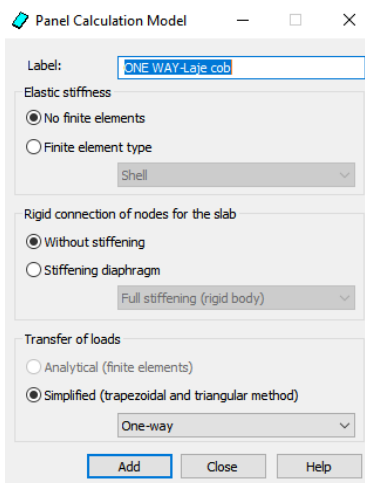 Panel Calculation Model
Label: ONE WAY-Laje cob
Elastic stiffness
No finite elements
Finite element type
Shell
Rigid connection of nodes for the slab
Without stiffening
Stiffening diaphragm
Full stiffening (rigid body)
Transfer of loads
Analytical (finite elements)
Simplified (trapezoidal and triangular method)
One-way
Add Close Help